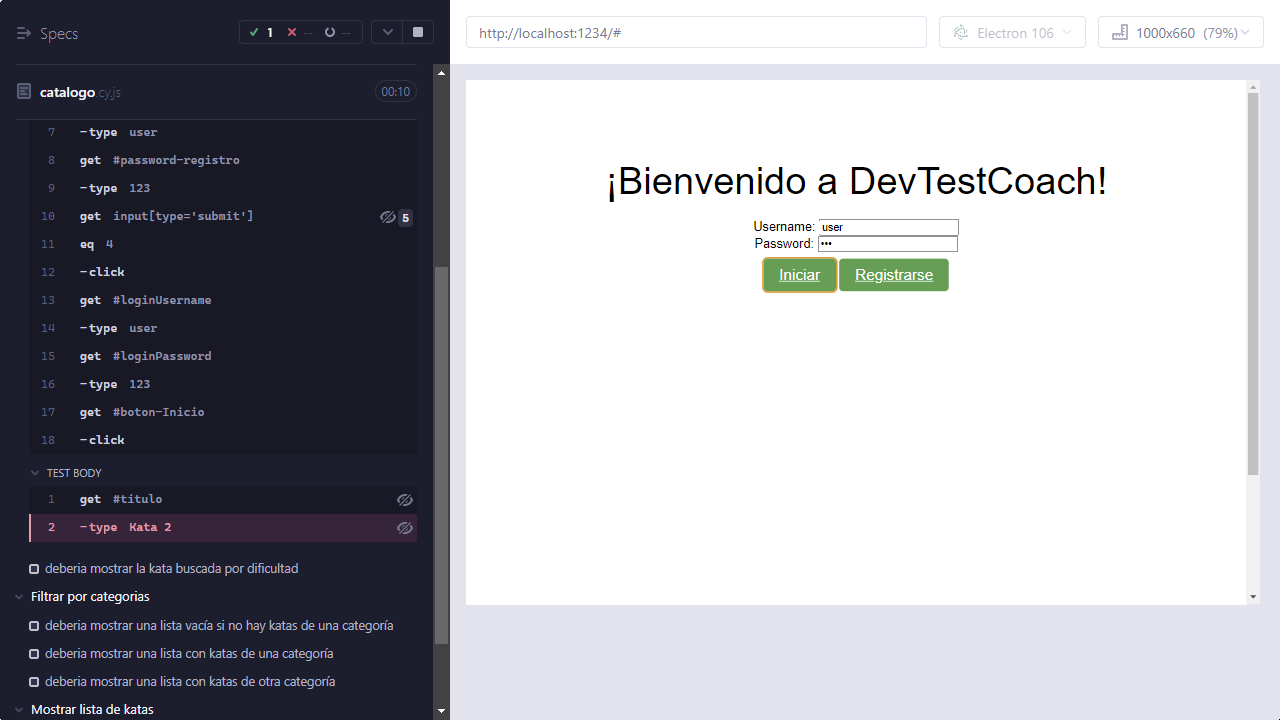 Specs
1
--
--
catalogo cy.js
00:10
7 -type user
8 get #password-registro
9 -type 123
10 get input[type='submit'] 5
11 eq 4
12 -click
13 get #loginUsername
14 -type user
15 get #loginPassword
16 -type 123
17 get #boton-Inicio
18 -click
TEST BODY
1 get #titulo
2 -type Kata 2
deberia mostrar la kata buscada por dificultad
Filtrar por categorias
deberia mostrar una lista vacía si no hay katas de una categoría
deberia mostrar una lista con katas de una categoría
deberia mostrar una lista con katas de otra categoría
Mostrar lista de katas
http://localhost:1234/#
Electron 106
1000x660 (79%)
¡Bienvenido a DevTestCoach!
Username: user
Password: •••
Iniciar Registrarse